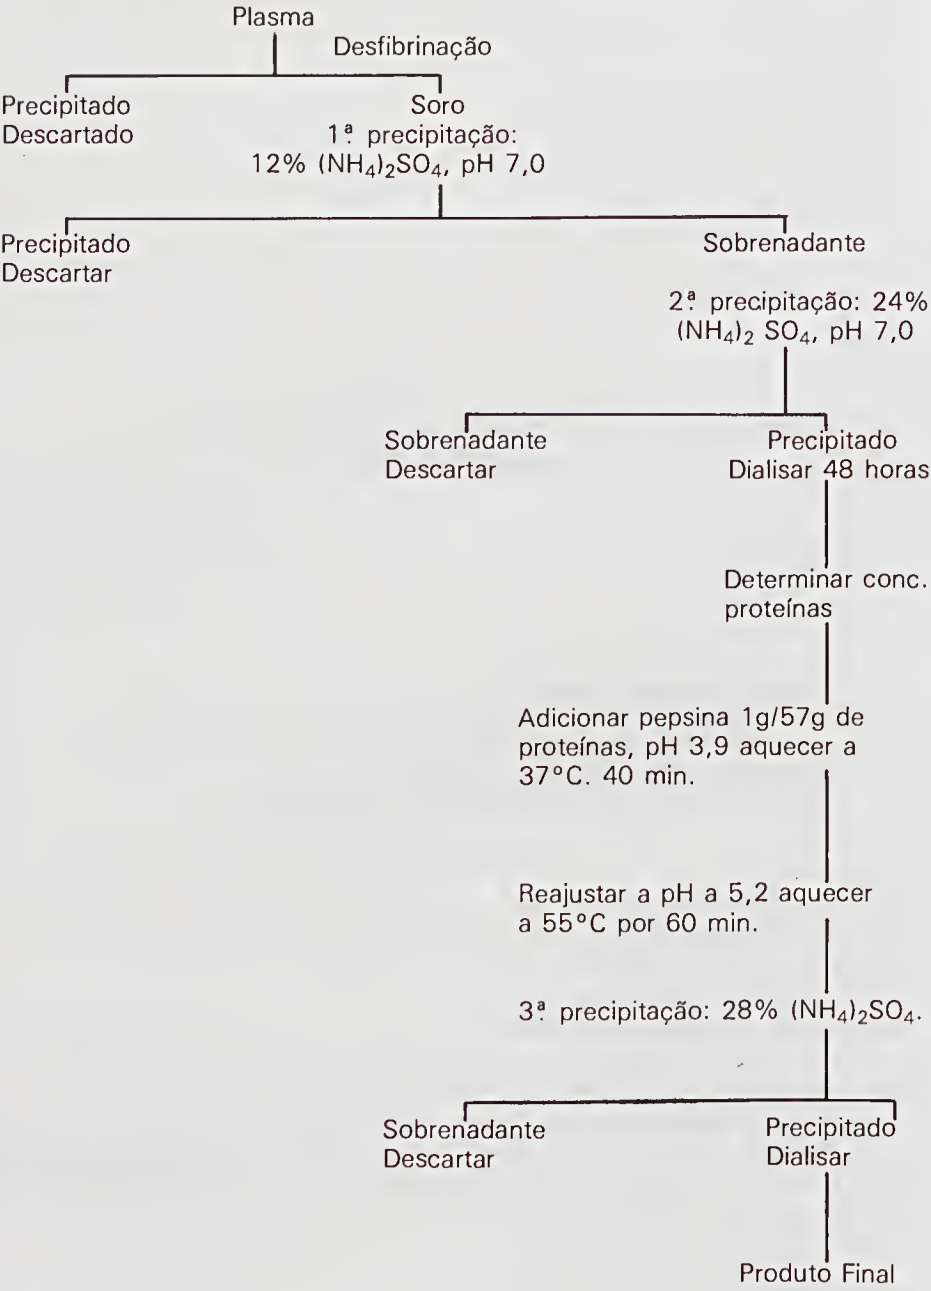 Plasma
Desfibrinação
Precipitado
Descartado
Soro
1ª precipitação:
12% (NH₄)₂SO₄, pH 7,0
Precipitado
Descartar
Sobrenadante
2ª precipitação: 24%
(NH₄)₂ SO₄, pH 7,0
Sobrenadante
Descartar
Precipitado
Dialisar 48 horas
Determinar conc.
proteínas
Adicionar pepsina 1g/57g de
proteínas, pH 3,9 aquecer a
37°C. 40 min.
Reajustar a pH a 5,2 aquecer
a 55°C por 60 min.
3ª precipitação: 28% (NH₄)₂SO₄.
Sobrenadante
Descartar
Precipitado
Dialisar
Produto Final